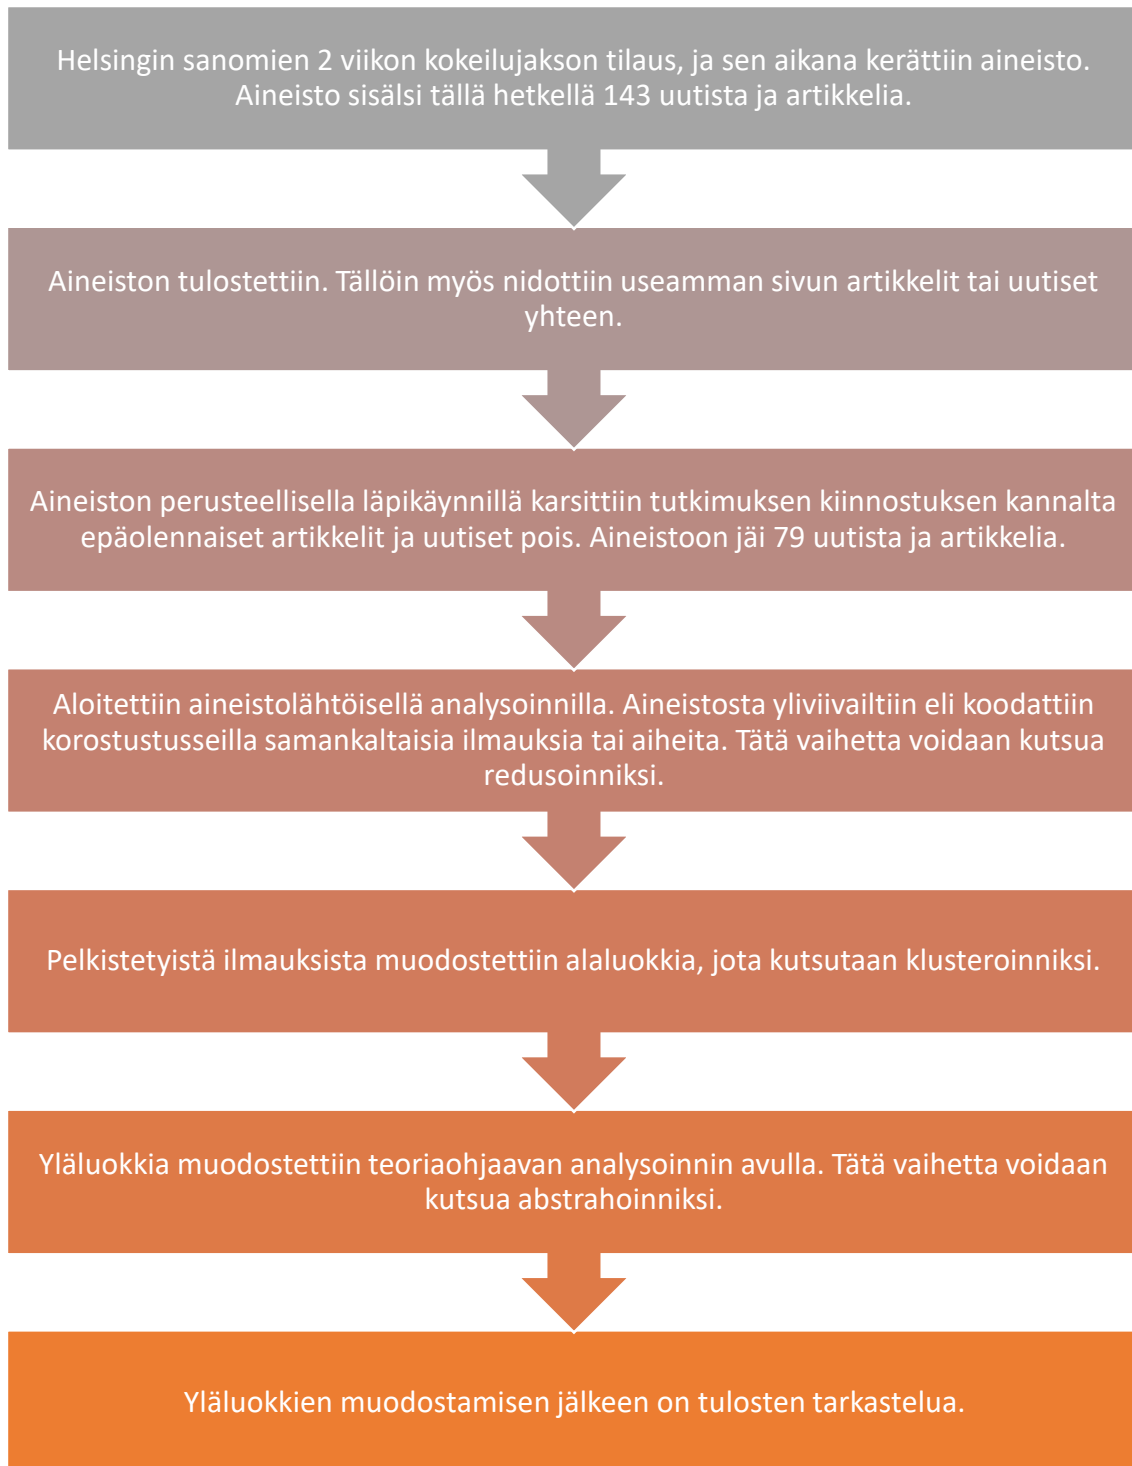 Helsingin sanomien 2 viikon kokeilujakson tilaus, ja sen aikana kerättiin aineisto.
Aineisto sisälsi tällä hetkellä 143 uutista ja artikkelia.
Aineiston tulostettiin. Tällöin myös nidottiin useamman sivun artikkelit tai uutiset
yhteen.
Aineiston perusteellisella läpikäynnillä karsittiin tutkimuksen kiinnostuksen kannalta
epäolennaiset artikkelit ja uutiset pois. Aineistoon jäi 79 uutista ja artikkelia.
Aloitettiin aineistolähtöisellä analysoinnilla. Aineistosta yliviivailtiin eli koodattiin
korostustusseilla samankaltaisia ilmauksia tai aiheita. Tätä vaihetta voidaan kutsua
redusoinniksi.
Pelkistetyistä ilmauksista muodostettiin alaluokkia, jota kutsutaan klusteroinniksi.
Yläluokkia muodostettiin teoriaohjaavan analysoinnin avulla. Tätä vaihetta voidaan
kutsua abstrahoinniksi.
Yläluokkien muodostamisen jälkeen on tulosten tarkastelua.